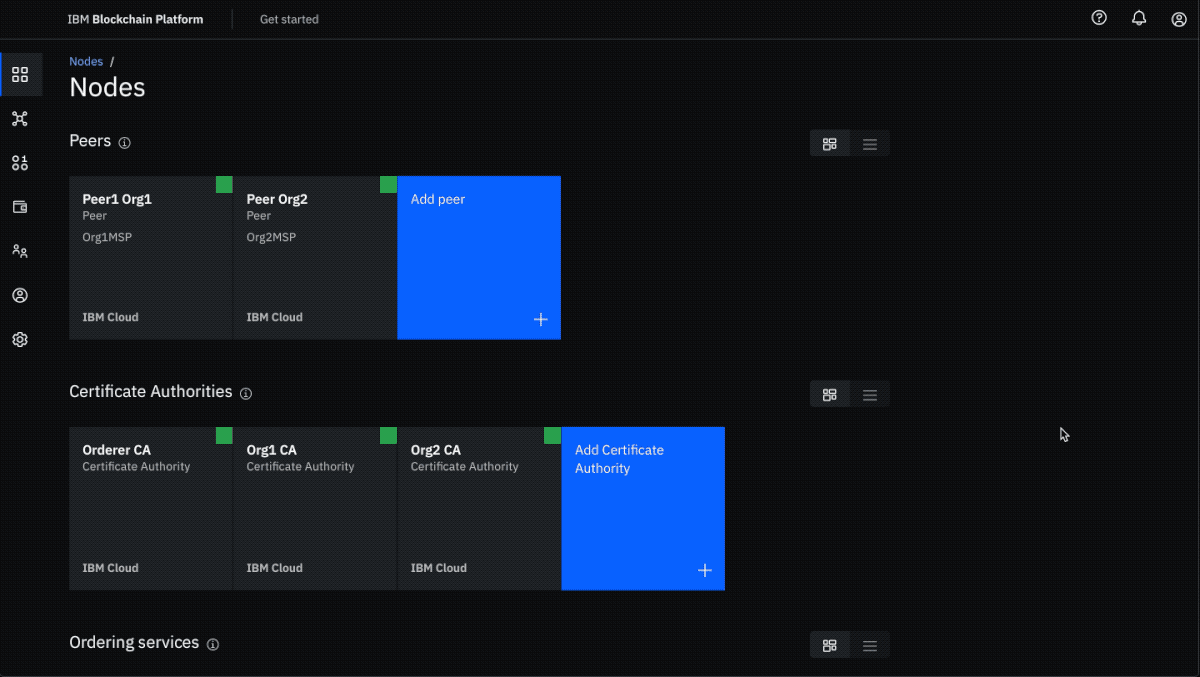 IBM Blockchain Platform
Get started
Nodes /
Nodes
Peers
Peer1 Org1
Peer
Org1MSP
IBM Cloud
Peer Org2
Peer
Org2MSP
IBM Cloud
Add peer
Certificate Authorities
Orderer CA
Certificate Authority
IBM Cloud
Org1 CA
Certificate Authority
IBM Cloud
Org2 CA
Certificate Authority
IBM Cloud
Add Certificate
Authority
Ordering services